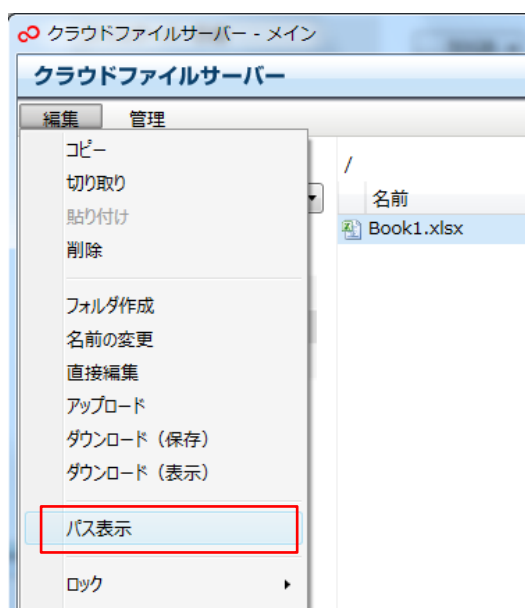 クラウドファイルサーバー - メイン
クラウドファイルサーバー
編集 管理
コピー
切り取り
貼り付け
削除
フォルダ作成
名前の変更
直接編集
アップロード
ダウンロード（保存）
ダウンロード（表示）
パス表示
ロック
/
名前
Book1.xlsx